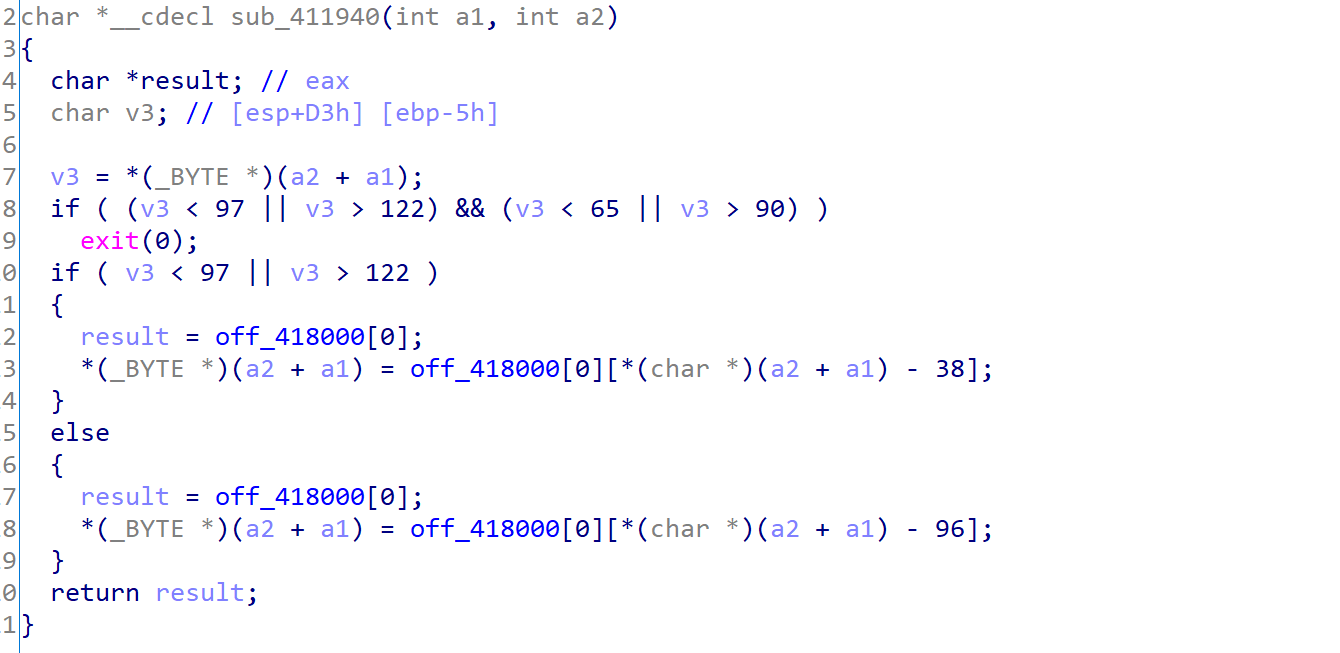 2 char *__cdecl sub_411940(int a1, int a2)
3 {
4   char *result; // eax
5   char v3; // [esp+D3h] [ebp-5h]
6
7   v3 = *(_BYTE *)(a2 + a1);
8   if ( (v3 < 97 || v3 > 122) && (v3 < 65 || v3 > 90) )
9     exit(0);
0   if ( v3 < 97 || v3 > 122 )
1   {
2     result = off_418000[0];
3     *(_BYTE *)(a2 + a1) = off_418000[0][*(char *)(a2 + a1) - 38];
4   }
5   else
6   {
7     result = off_418000[0];
8     *(_BYTE *)(a2 + a1) = off_418000[0][*(char *)(a2 + a1) - 96];
9   }
0   return result;
1 }